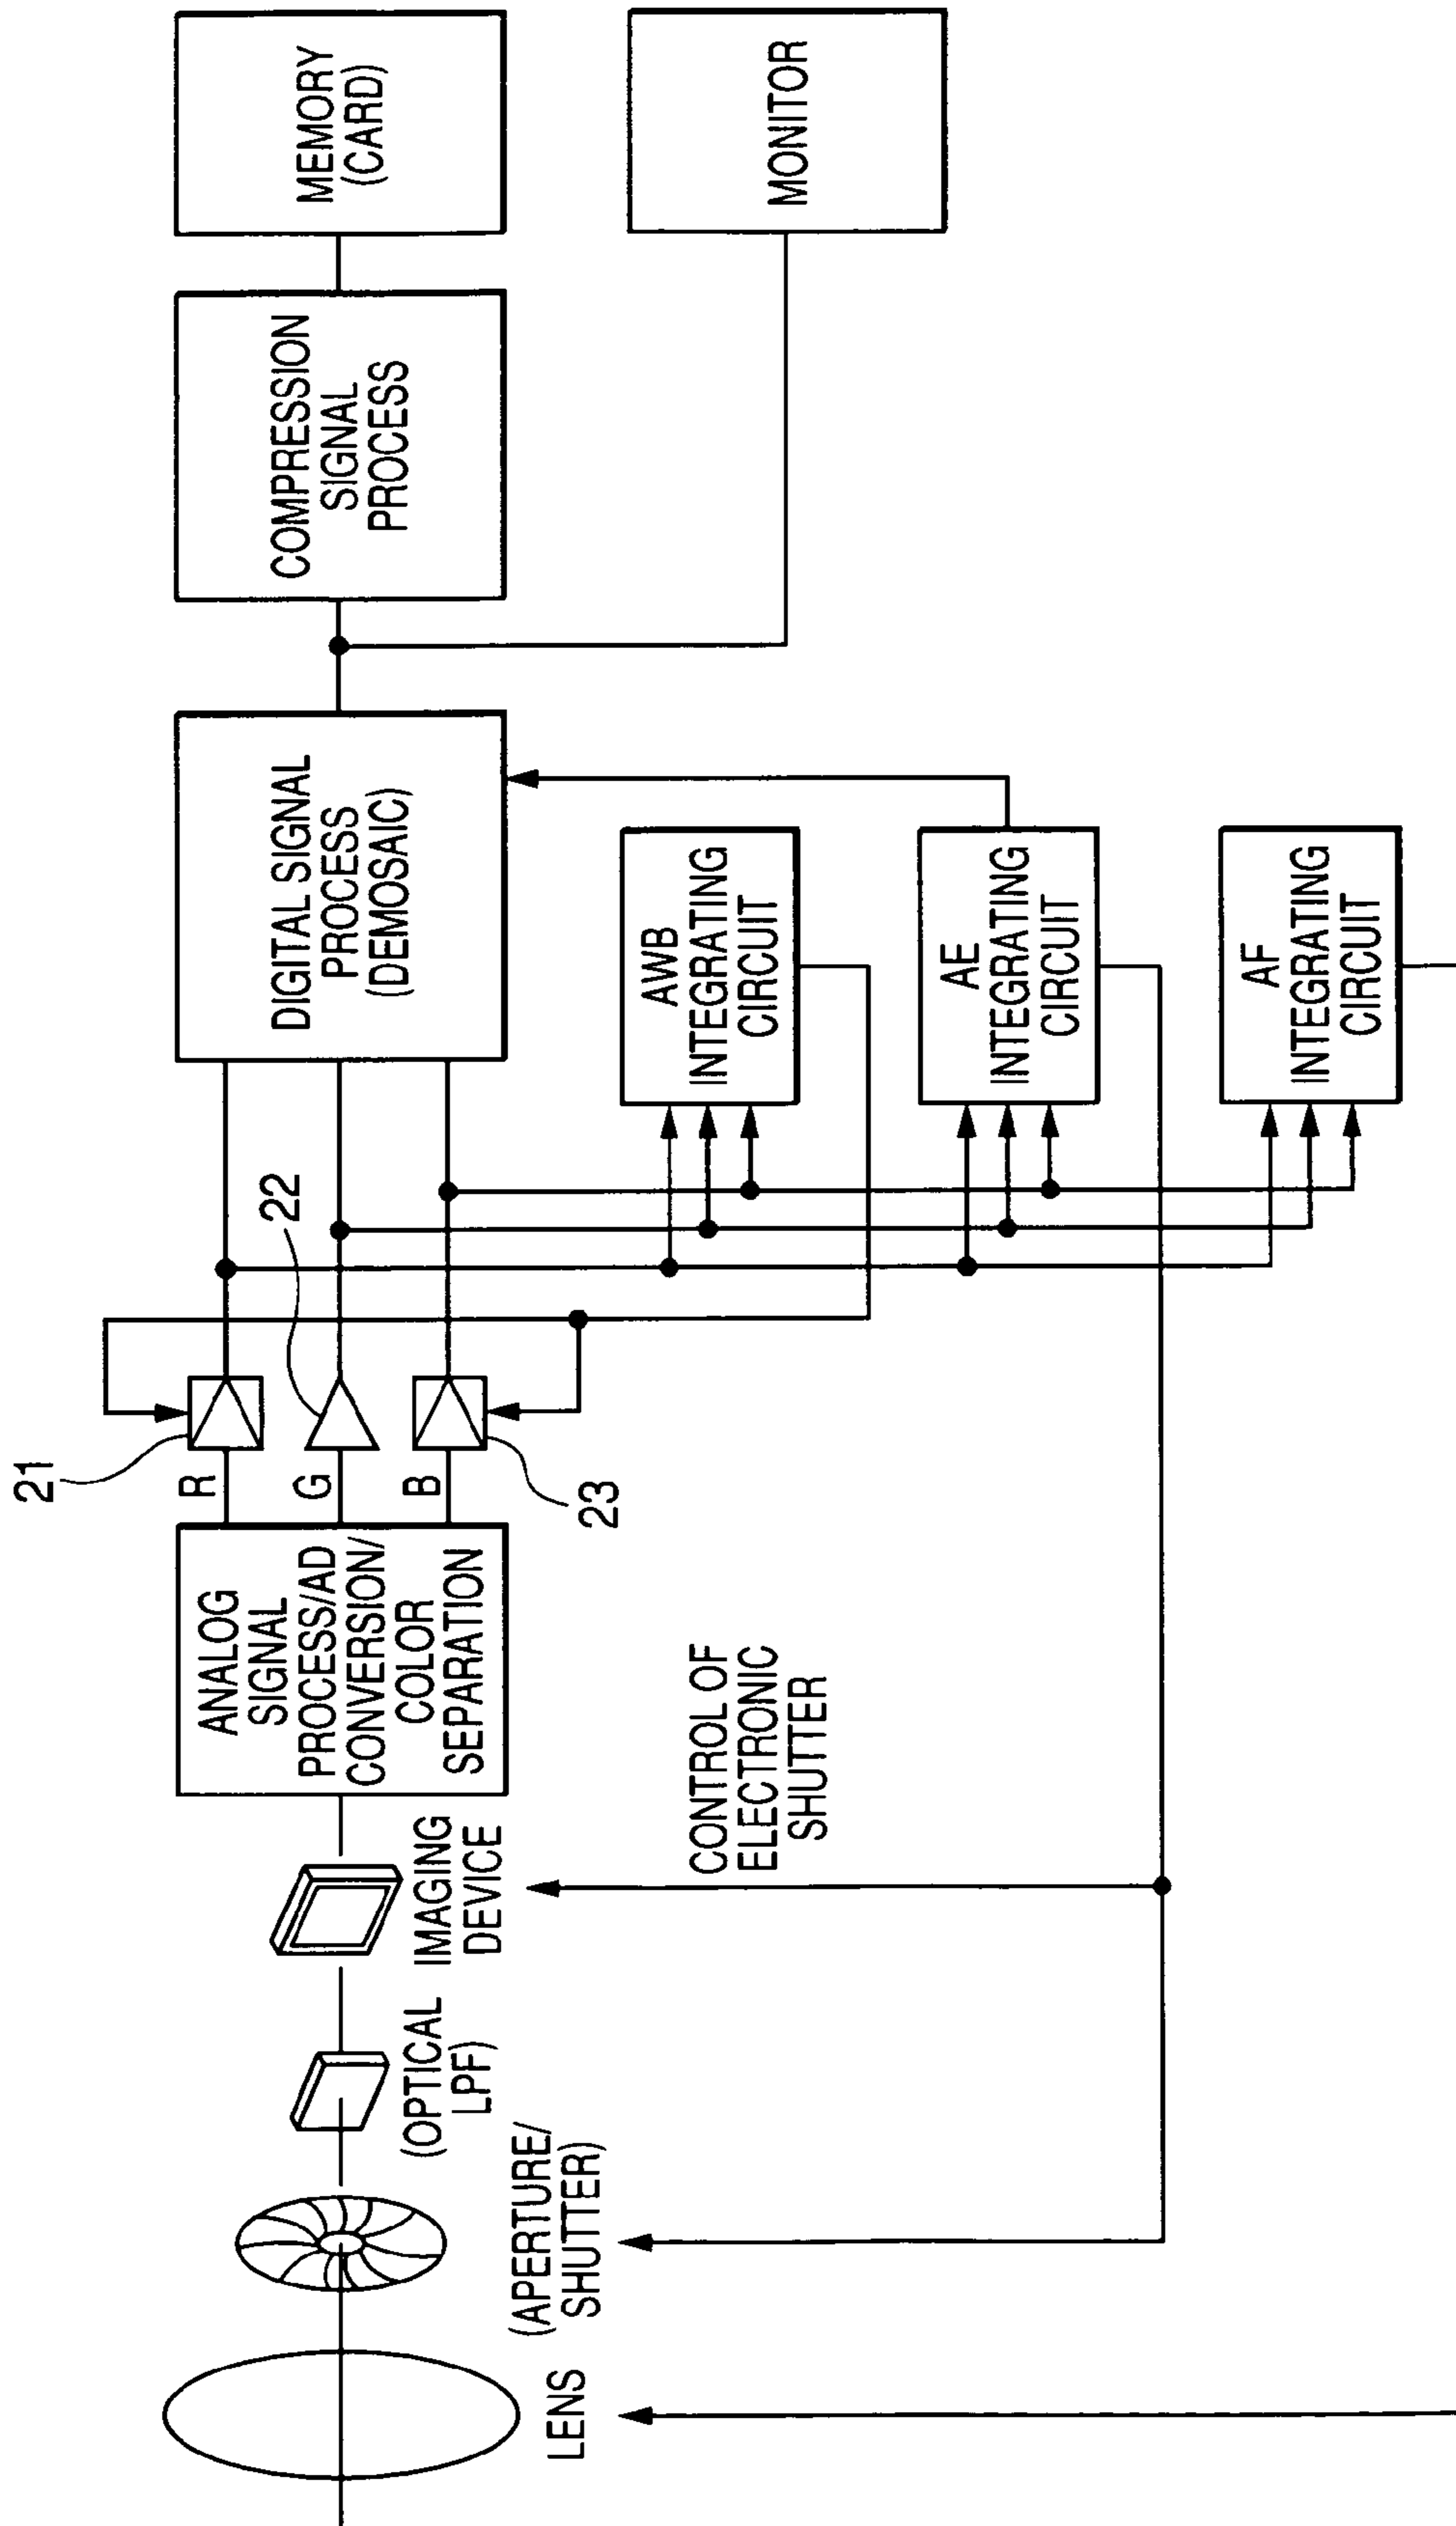 LENS
(APERTURE/
SHUTTER)
(OPTICAL
LPF)
IMAGING
DEVICE
ANALOG
SIGNAL
PROCESS/AD
CONVERSION/
COLOR
SEPARATION
R
G
B
21
22
23
DIGITAL SIGNAL
PROCESS
(DEMOSAIC)
COMPRESSION
SIGNAL
PROCESS
MEMORY
(CARD)
MONITOR
AWB
INTEGRATING
CIRCUIT
AE
INTEGRATING
CIRCUIT
AF
INTEGRATING
CIRCUIT
CONTROL OF
ELECTRONIC
SHUTTER